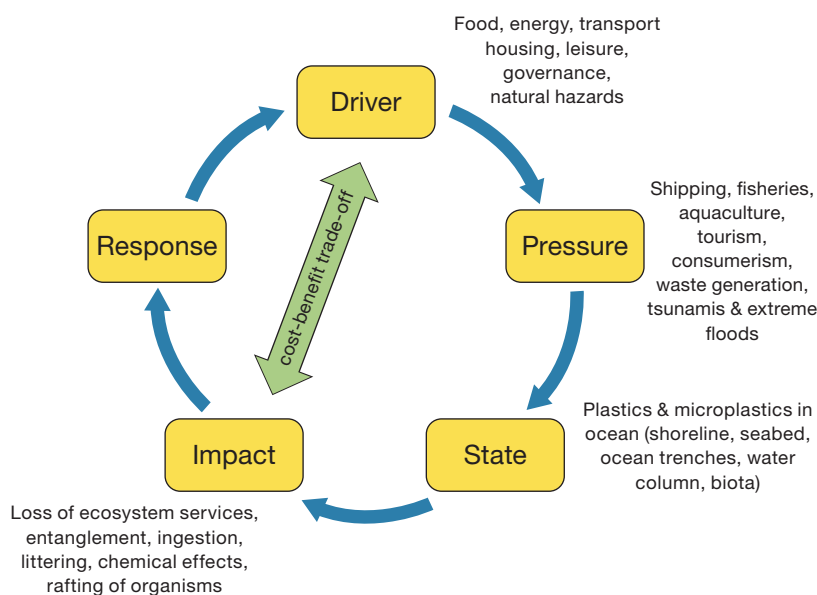 Food, energy, transport
housing, leisure,
governance,
natural hazards
Driver
Response
cost-benefit trade-off
Pressure
Shipping, fisheries,
aquaculture,
tourism,
consumerism,
waste generation,
tsunamis & extreme
floods
Impact
State
Plastics & microplastics in
ocean (shoreline, seabed,
ocean trenches, water
column, biota)
Loss of ecosystem services,
entanglement, ingestion,
littering, chemical effects,
rafting of organisms